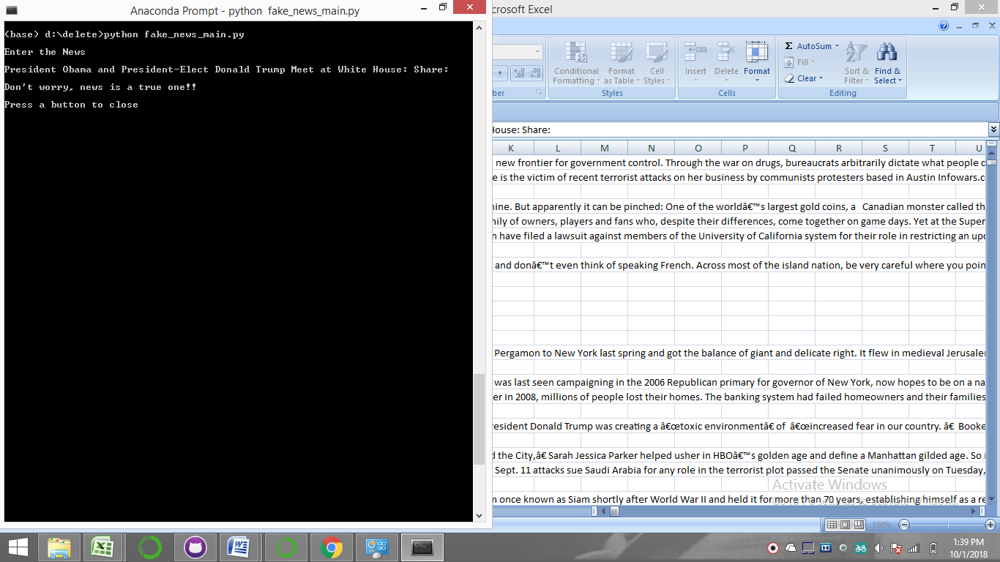 Anaconda Prompt - python  fake_news_main.py
(base) d:\delete>python fake_news_main.py
Enter the News
President Obama and President-Elect Donald Trump Meet at White House: Share:
Don't worry, news is a true one!!
Press a button to close
crosoft Excel
Conditional Formatting
Format as Table
Cell Styles
Insert
Delete
Format
Σ AutoSum
Fill
Clear
Sort & Filter
Find & Select
ber
Styles
Cells
Editing
House: Share:
K L M N O P Q R S T U
new frontier for government control. Through the war on drugs, bureaucrats arbitrarily dictate what people c
e is the victim of recent terrorist attacks on her business by communists protesters based in Austin Infowars.c
nine. But apparently it can be pinched: One of the worldâ€™s largest gold coins, a  Canadian monster called th
mily of owners, players and fans who, despite their differences, come together on game days. Yet at the Super
n have filed a lawsuit against members of the University of California system for their role in restricting an upc
and donâ€™t even think of speaking French. Across most of the island nation, be very careful where you poin
Pergamon to New York last spring and got the balance of giant and delicate right. It flew in medieval Jerusale
was last seen campaigning in the 2006 Republican primary for governor of New York, now hopes to be on a na
er in 2008, millions of people lost their homes. The banking system had failed homeowners and their families
resident Donald Trump was creating a â€œtoxic environmentâ€ of  â€œincreased fear in our country. â€  Booke
d the City,â€ Sarah Jessica Parker helped usher in HBOâ€™s golden age and define a Manhattan gilded age. So
Sept. 11 attacks sue Saudi Arabia for any role in the terrorist plot passed the Senate unanimously on Tuesday,
Activate Windows
m once known as Siam shortly after World War II and held it for more than 70 years, establishing himself as a re
100%
1:39 PM
10/1/2018